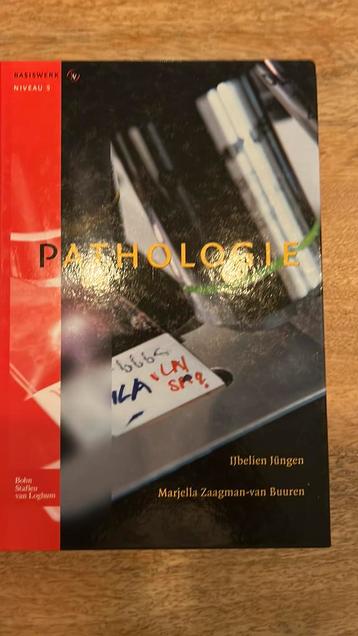 BASISWERK V
NIVEAU 5
PATHOLOGIE
IJbelien Jüngen
Marjella Zaagman-van Buuren
Bohn
Stafleu
van Loghum